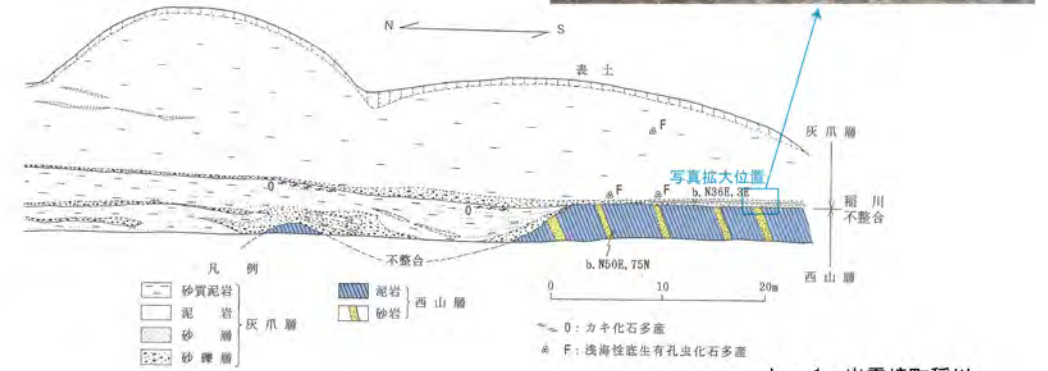 N S
表土
F
灰爪層
写真拡大位置
F F b. N36E, 3E
O
O
稲川
不整合
不整合
b. N50E, 75N
西山層
凡例
砂質泥岩
泥岩
砂層
砂礫層
灰爪層
泥岩
砂岩
西山層
0 10 20m
O: カキ化石多産
F: 浅海性底生有孔虫化石多産